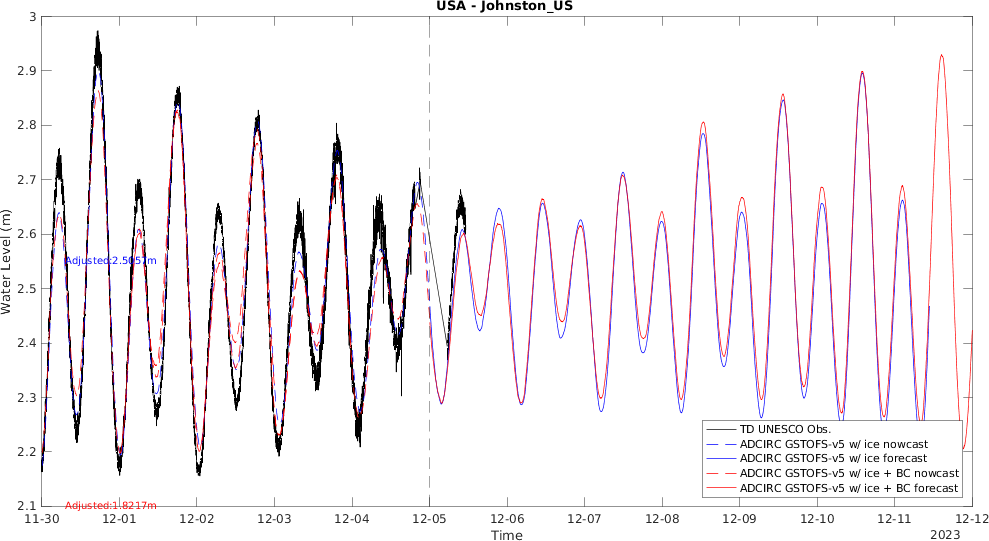 USA - Johnston_US
3
2.9
2.8
2.7
2.6
2.5
2.4
2.3
2.2
2.1
Water Level (m)
Adjusted:2.5057m
Adjusted:1.8217m
TD UNESCO Obs.
ADCIRC GSTOFS-v5 w/ ice nowcast
ADCIRC GSTOFS-v5 w/ ice forecast
ADCIRC GSTOFS-v5 w/ ice + BC nowcast
ADCIRC GSTOFS-v5 w/ ice + BC forecast
11-30 12-01 12-02 12-03 12-04 12-05 12-06 12-07 12-08 12-09 12-10 12-11 12-12
Time
2023